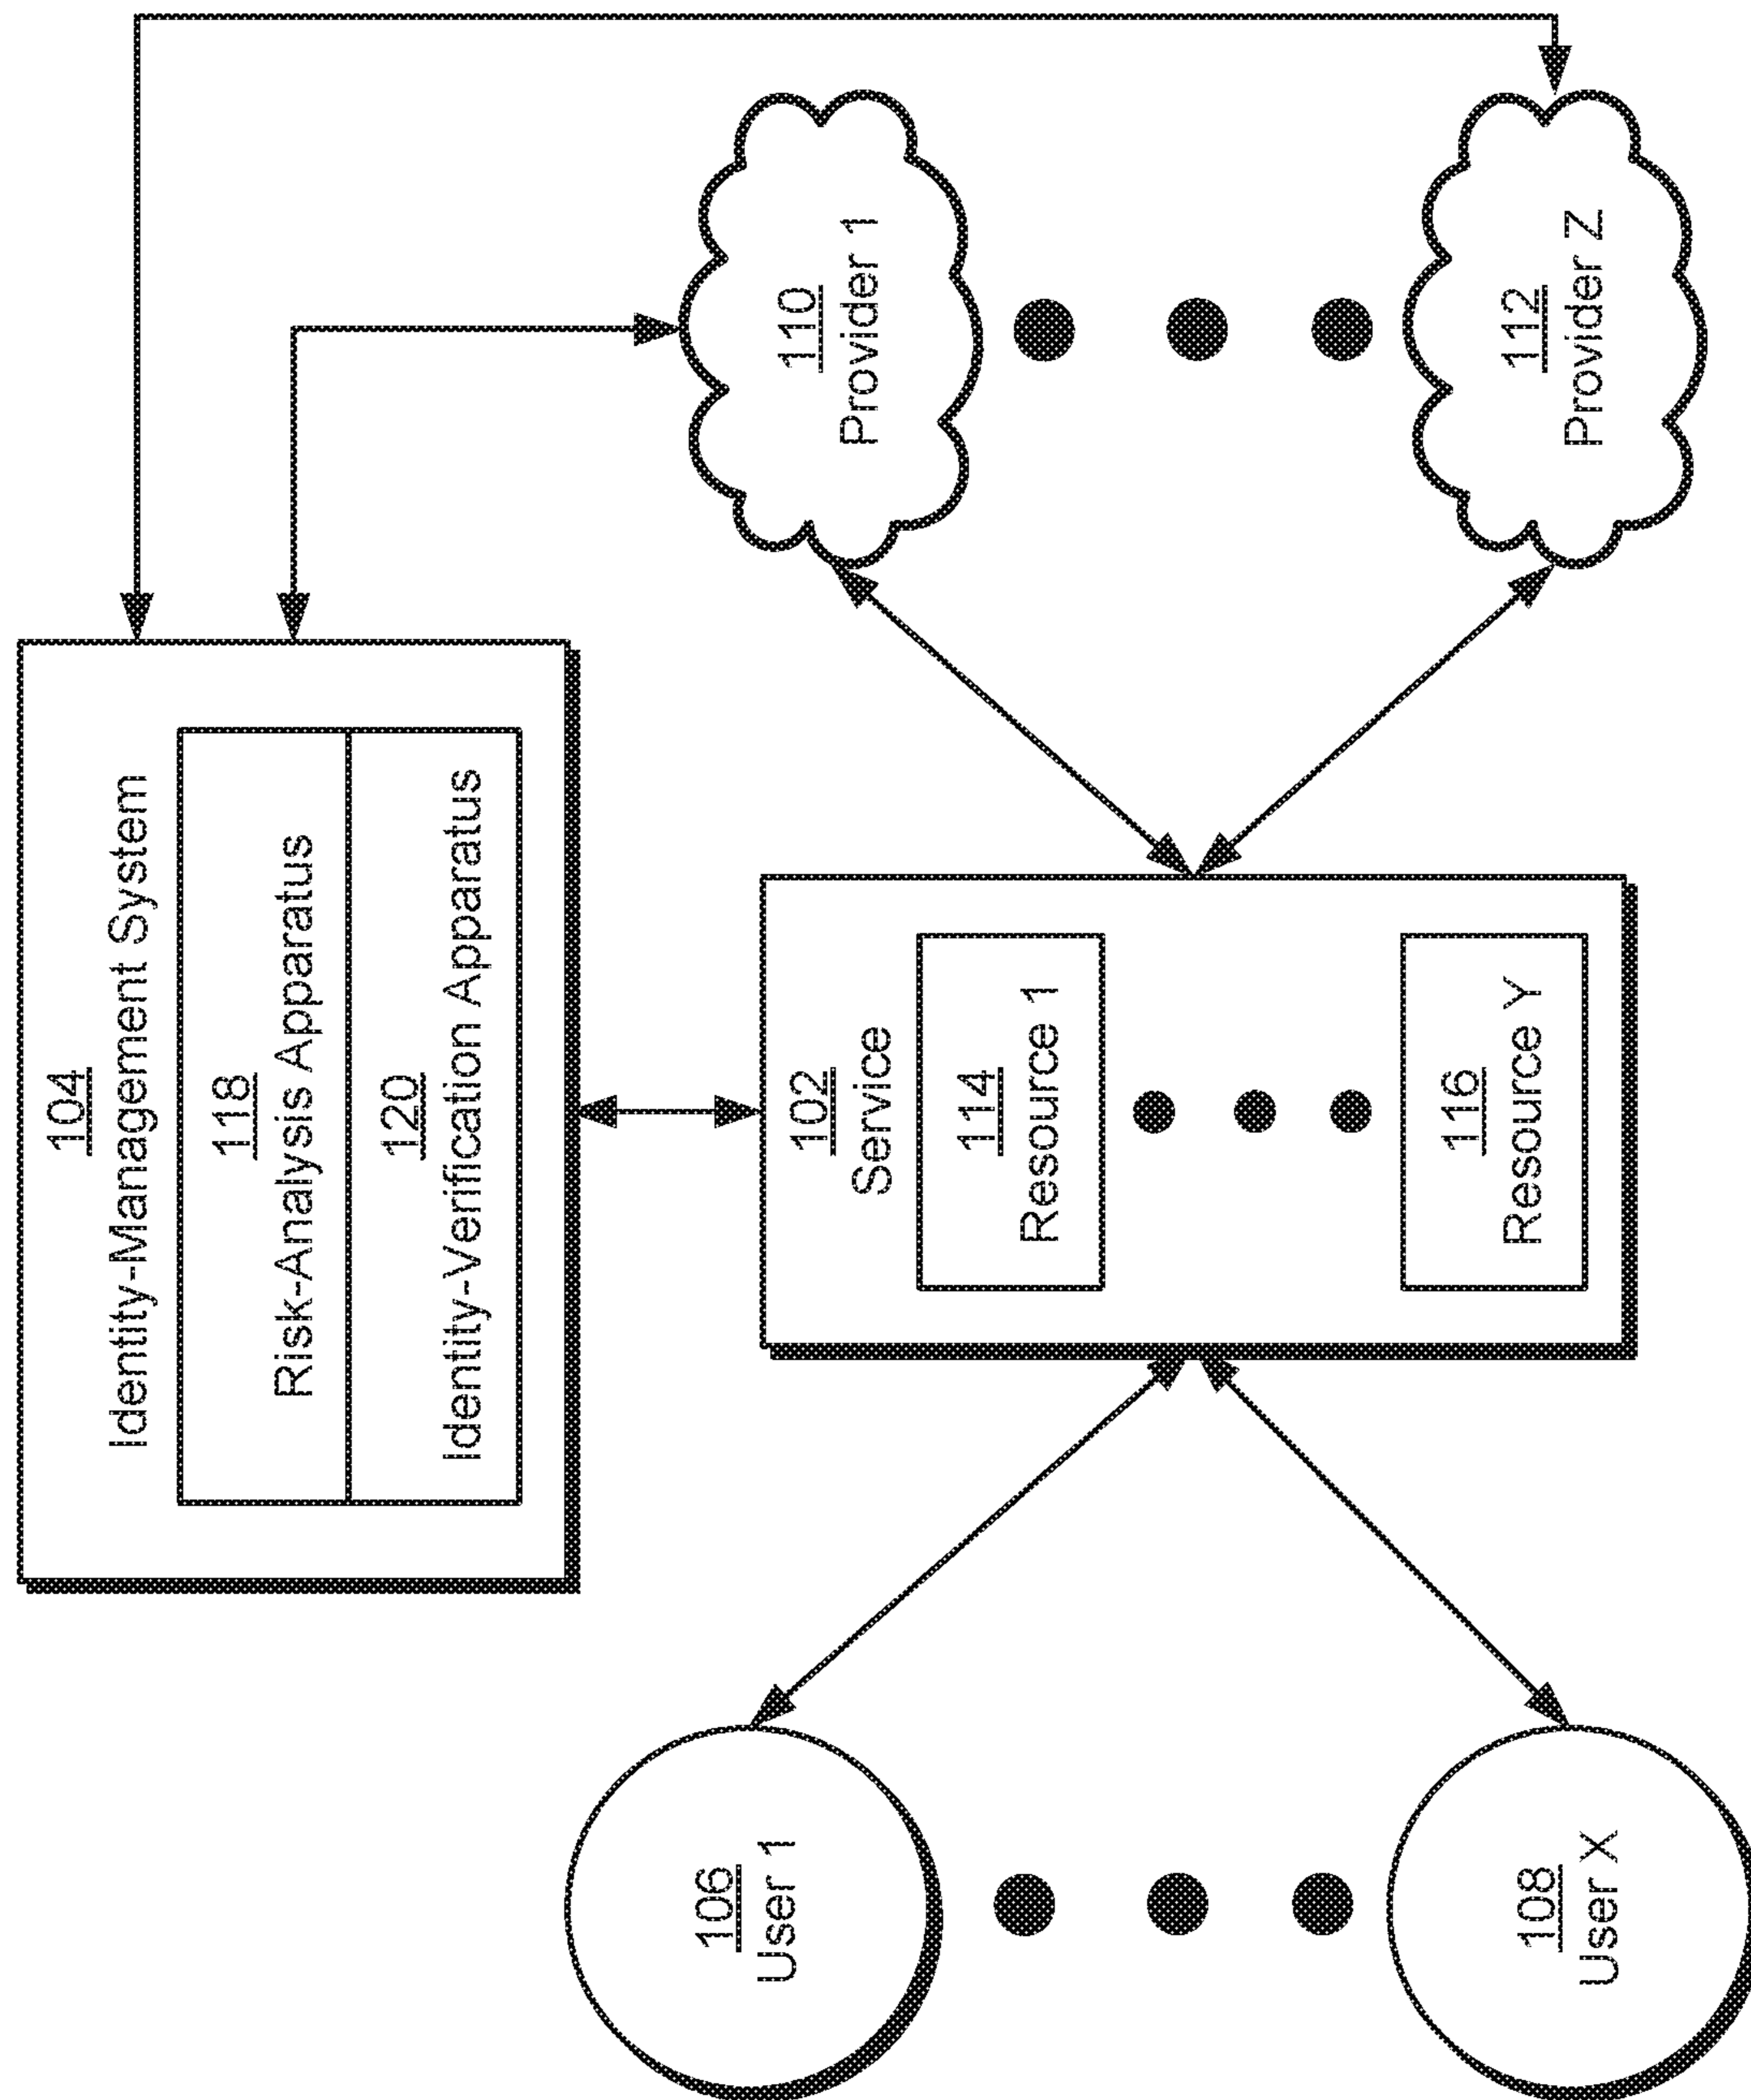 104
Identity-Management System
118
Risk-Analysis Apparatus
120
Identity-Verification Apparatus
106
User 1
108
User X
102
Service
114
Resource 1
116
Resource Y
110
Provider 1
112
Provider Z